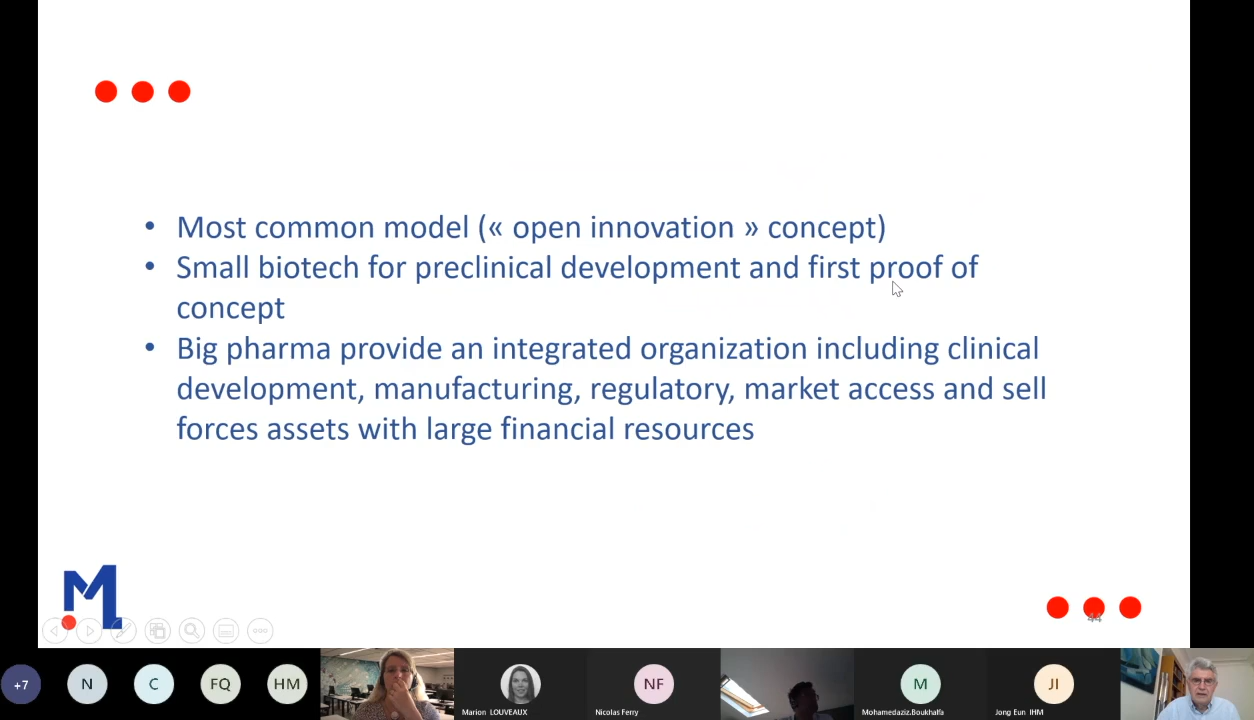 • Most common model (« open innovation » concept)
• Small biotech for preclinical development and first proof of
concept
• Big pharma provide an integrated organization including clinical
development, manufacturing, regulatory, market access and sell
forces assets with large financial resources
M
44
+7
N
C
FQ
HM
Marion LOUVEAUX
NF
Nicolas Ferry
M
Mohamedaziz.Boukhalfa
JI
Jong Eun IHM